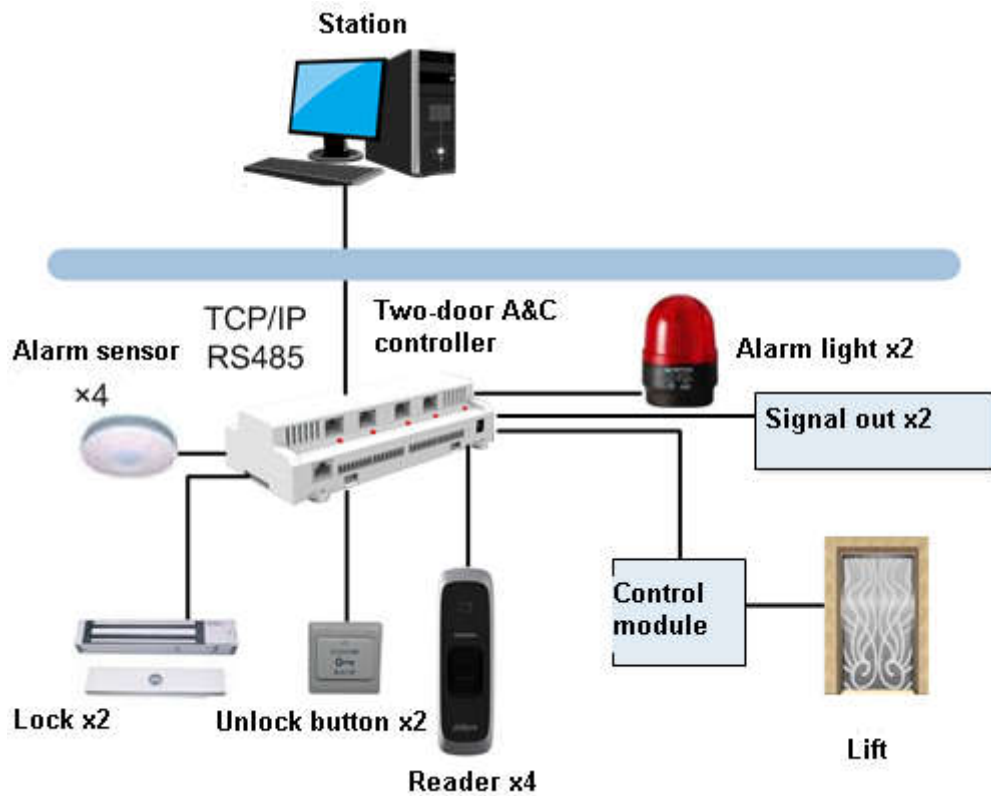 Station
TCP/IP
RS485
Two-door A&C
controller
Alarm sensor
×4
Alarm light x2
Signal out x2
Control
module
Lock x2
Unlock button x2
Reader x4
Lift